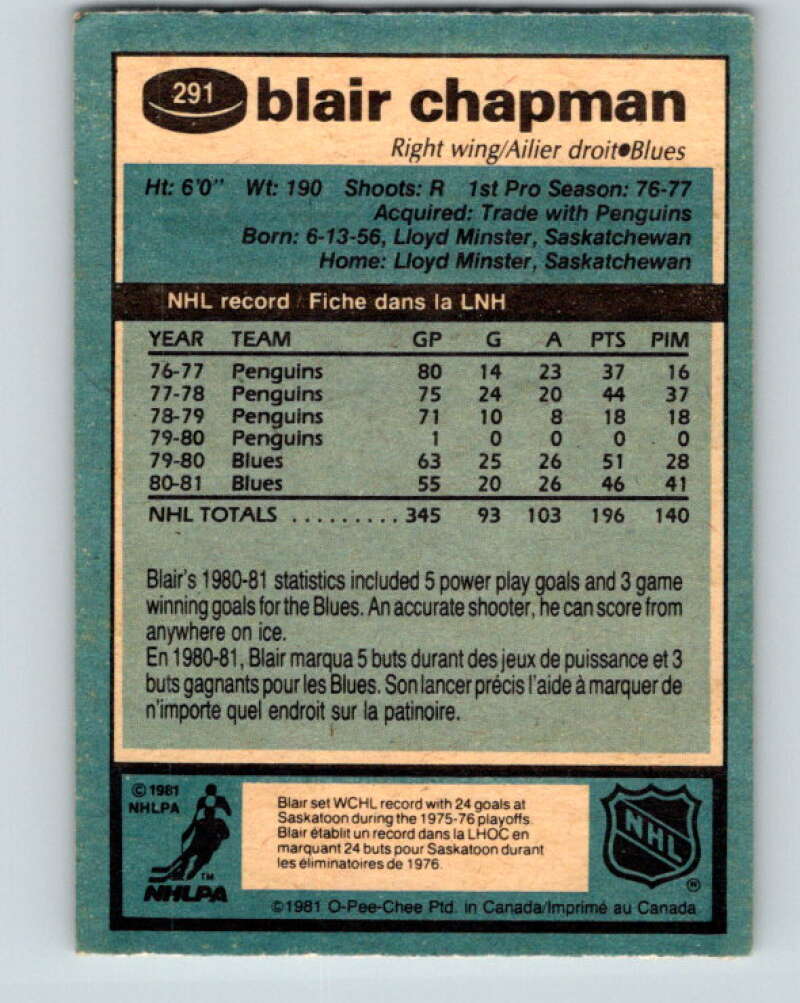 291 blair chapman
Right wing/Ailier droit•Blues
Ht: 6'0" Wt: 190 Shoots: R 1st Pro Season: 76-77
Acquired: Trade with Penguins
Born: 6-13-56, Lloyd Minster, Saskatchewan
Home: Lloyd Minster, Saskatchewan
NHL record / Fiche dans la LNH
YEAR TEAM GP G A PTS PIM
76-77 Penguins 80 14 23 37 16
77-78 Penguins 75 24 20 44 37
78-79 Penguins 71 10 8 18 18
79-80 Penguins 1 0 0 0 0
79-80 Blues 63 25 26 51 28
80-81 Blues 55 20 26 46 41
NHL TOTALS ......... 345 93 103 196 140
Blair's 1980-81 statistics included 5 power play goals and 3 game
winning goals for the Blues. An accurate shooter, he can score from
anywhere on ice.
En 1980-81, Blair marqua 5 buts durant des jeux de puissance et 3
buts gagnants pour les Blues. Son lancer précis l'aide à marquer de
n'importe quel endroit sur la patinoire.
© 1981
NHLPA
TM
NHLPA
Blair set WCHL record with 24 goals at
Saskatoon during the 1975-76 playoffs.
Blair établit un record dans la LHOC en
marquant 24 buts pour Saskatoon durant
les éliminatoires de 1976.
NHL
®
©1981 O-Pee-Chee Ptd. in Canada/Imprimé au Canada